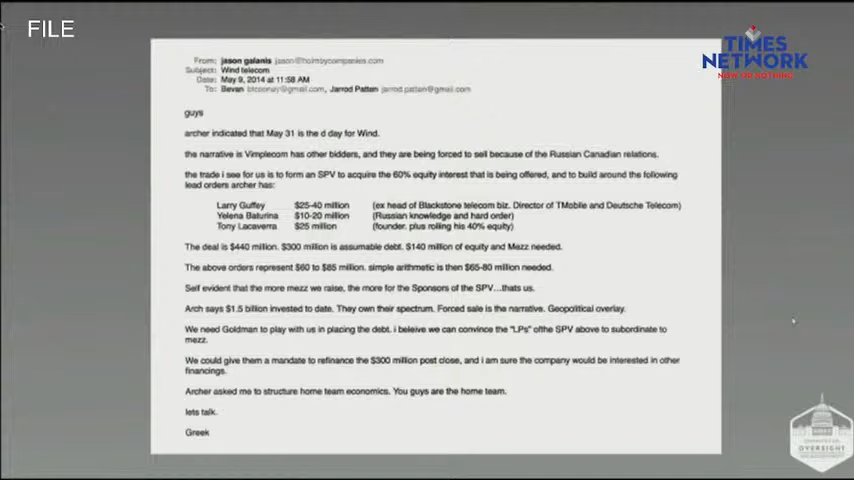 FILE
TIMES
NETWORK
NOW OR NOTHING
From: jason galanis jason@holmbycompanies.com
Subject: Wind telecom
Date: May 9, 2014 at 11:58 AM
To: Bevan btcooney@gmail.com, Jarrod Patten jarrod.patten@gmail.com
guys
archer indicated that May 31 is the d day for Wind.
the narrative is Vimplecom has other bidders, and they are being forced to sell because of the Russian Canadian relations.
the trade i see for us is to form an SPV to acquire the 60% equity interest that is being offered, and to build around the following
lead orders archer has:
Larry Guffey $25-40 million (ex head of Blackstone telecom biz. Director of TMobile and Deutsche Telecom)
Yelena Baturina $10-20 million (Russian knowledge and hard order)
Tony Lacaverra $25 million (founder. plus rolling his 40% equity)
The deal is $440 million. $300 million is assumable debt. $140 million of equity and Mezz needed.
The above orders represent $60 to $85 million. simple arithmetic is then $65-80 million needed.
Self evident that the more mezz we raise, the more for the Sponsors of the SPV...thats us.
Arch says $1.5 billion invested to date. They own their spectrum. Forced sale is the narrative. Geopolitical overlay.
We need Goldman to play with us in placing the debt. i beleive we can convince the "LPs" ofthe SPV above to subordinate to
mezz.
We could give them a mandate to refinance the $300 million post close, and i am sure the company would be interested in other
financings.
Archer asked me to structure home team economics. You guys are the home team.
lets talk.
Greek
OVERSIGHT